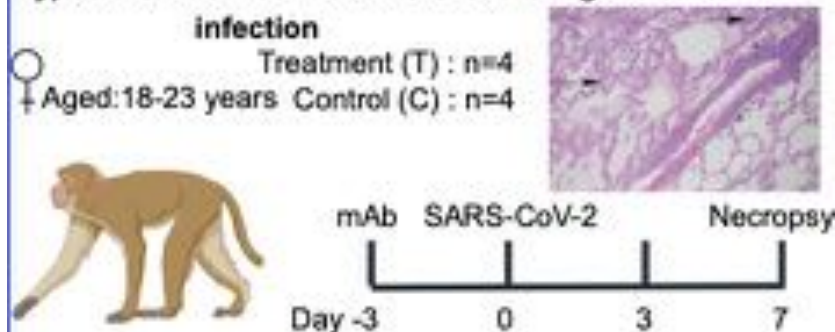 infection
Treatment (T) : n=4
Aged:18-23 years Control (C) : n=4
mAb SARS-CoV-2 Necropsy
Day -3 0 3 7